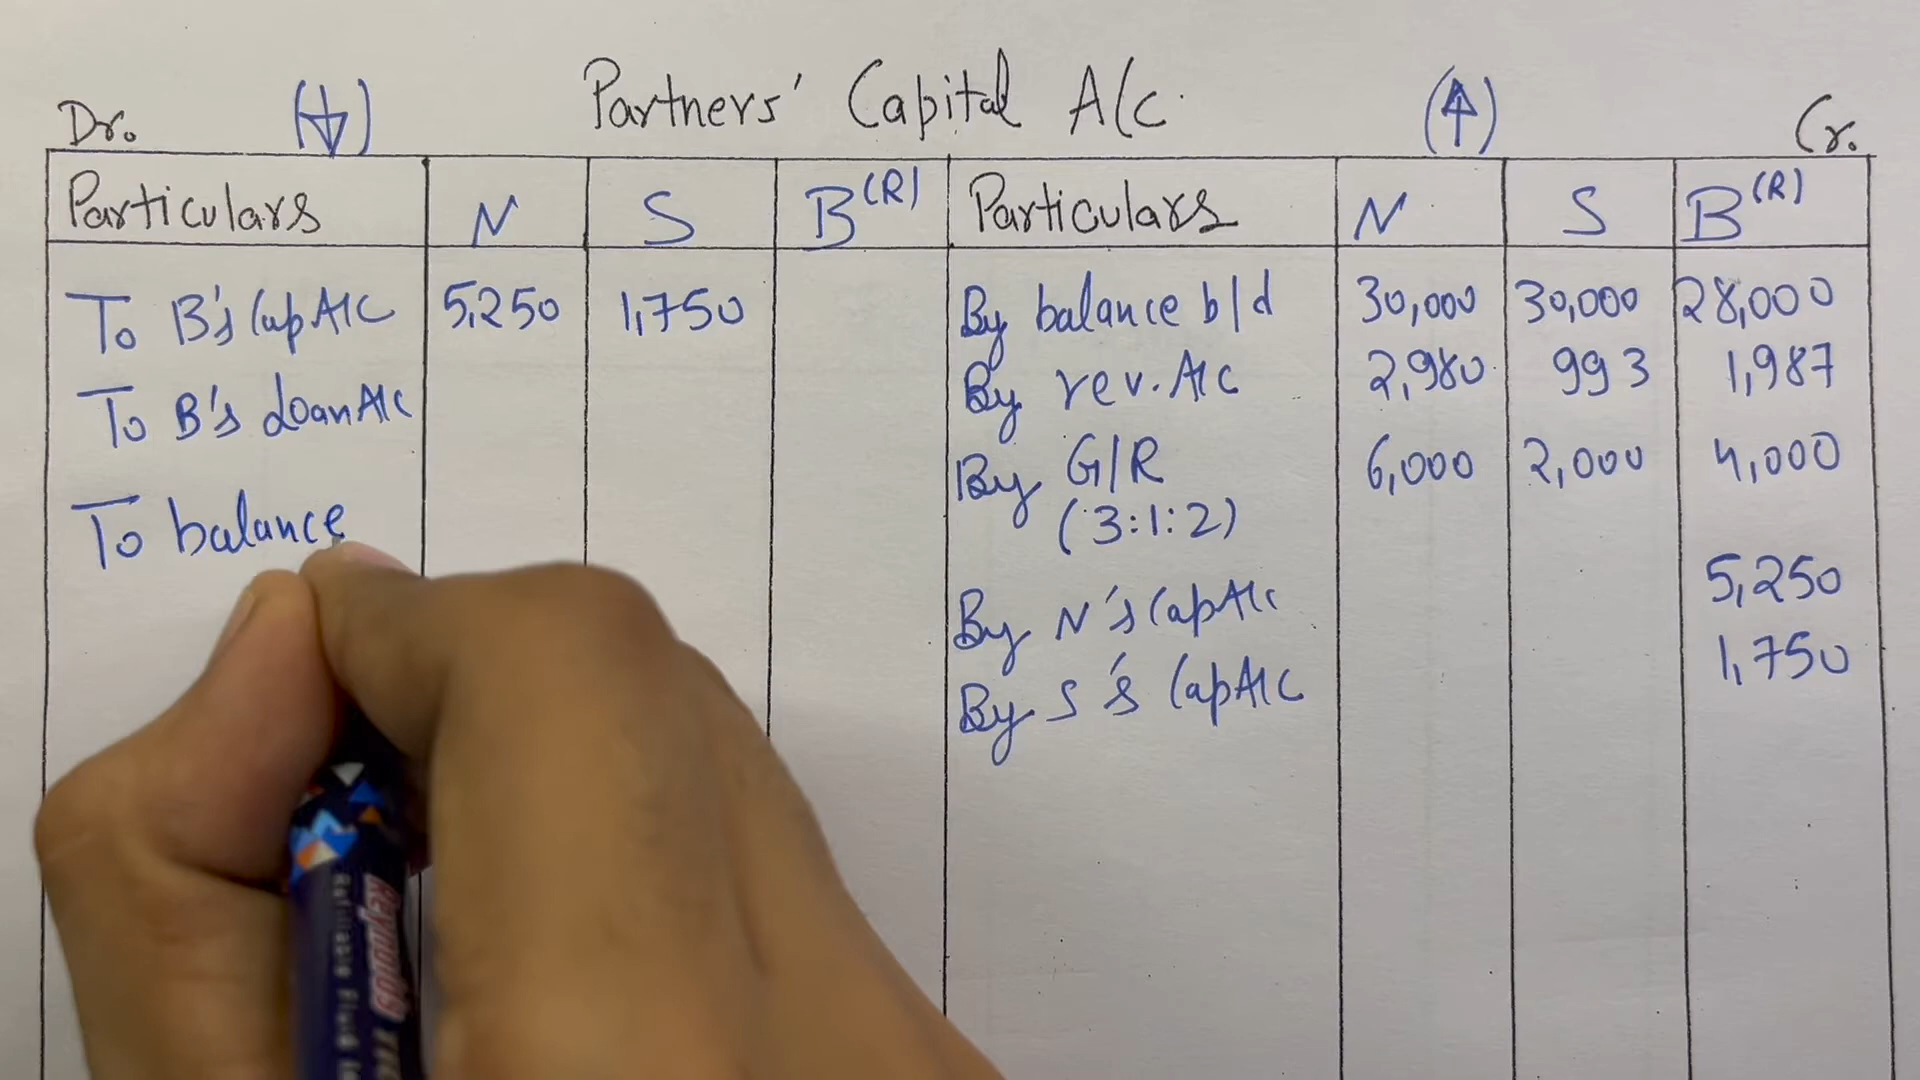 Partners' Capital A/c
Dr. (↓) (↑) Cr.
Particulars N S B(R) Particulars N S B(R)
To B's Cap A/C 5,250 1,750 By balance b/d 30,000 30,000 28,000
To B's Loan A/c By rev. A/c 2,980 993 1,987
By G/R 6,000 2,000 4,000
To balance (3:1:2)
By N's Cap A/c 5,250
By S's Cap A/C 1,750
Reynolds